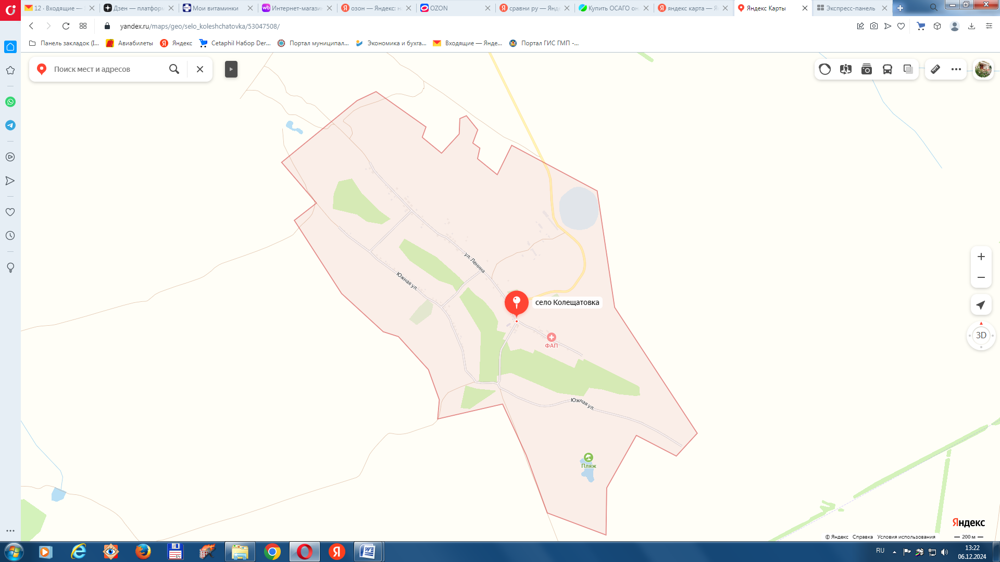 12 · Входящие —
Дзен — платформ
Мои витаминки
Интернет-магази
озон — Яндекс: н
OZON
сравни ру — Янд
Купить ОСАГО он
яндекс карта — Я
Яндекс Карты
Экспресс-панель
yandex.ru/maps/geo/selo_koleshchatovka/53047508/
Панель закладок (І...
Авиабилеты
Яндекс
Cetaphil Набор Der...
Портал муниципал...
Экономика и бухга...
Входящие — Янде...
Портал ГИС ГМП -...
Поиск мест и адресов
ул. Ленина
Южная ул.
село Колещатовка
ФАП
Южная ул.
Пляж
3D
Яндекс
© Яндекс Справка Условия использования
200 м
RU
13:22
06.12.2024